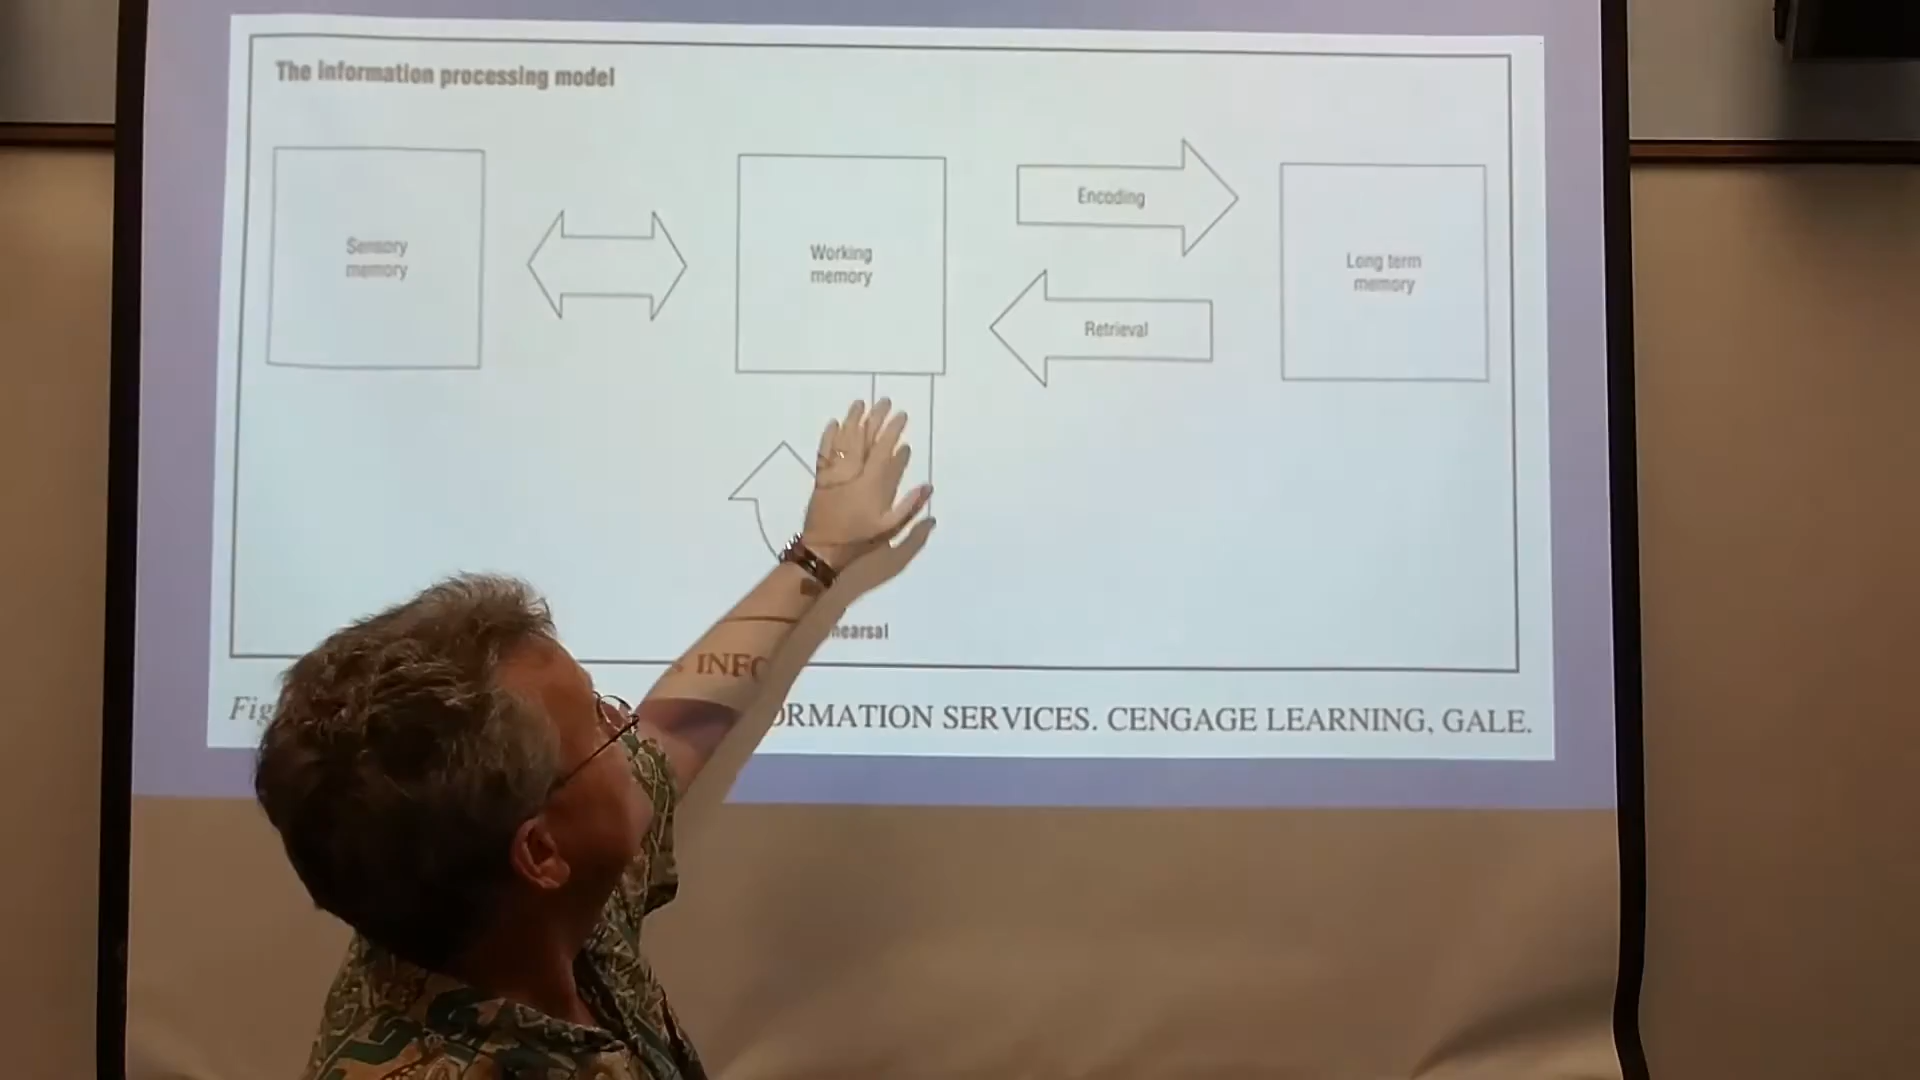 The information processing model
Sensory
memory
Working
memory
Encoding
Retrieval
Long term
memory
hearsal
INFO
Fig
ORMATION SERVICES. CENGAGE LEARNING, GALE.